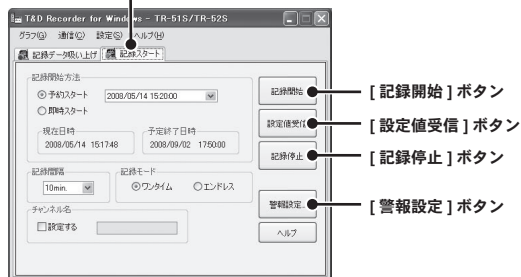 T&D Recorder for Windows - TR-51S/TR-52S
グラフ(G) 通信(C) 設定(S) ヘルプ(H)
記録データ吸い上げ 記録スタート
記録開始方法
予約スタート 2008/05/14 15:20:00
即時スタート
現在日時 予定終了日時
2008/05/14 15:17:48 2008/09/02 17:50:00
記録間隔 記録モード
10min. ワンタイム エンドレス
チャンネル名
設定する
記録開始 [ 記録開始 ] ボタン
設定値受信 [ 設定値受信 ] ボタン
記録停止 [ 記録停止 ] ボタン
警報設定... [ 警報設定 ] ボタン
ヘルプ